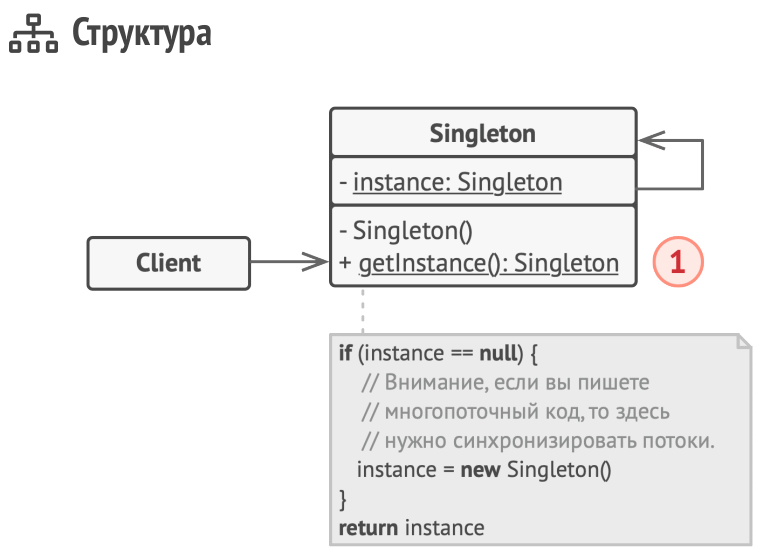 Структура
Singleton
- instance: Singleton
- Singleton()
+ getInstance(): Singleton
Client
1
if (instance == null) {
// Внимание, если вы пишете
// многопоточный код, то здесь
// нужно синхронизировать потоки.
instance = new Singleton()
}
return instance